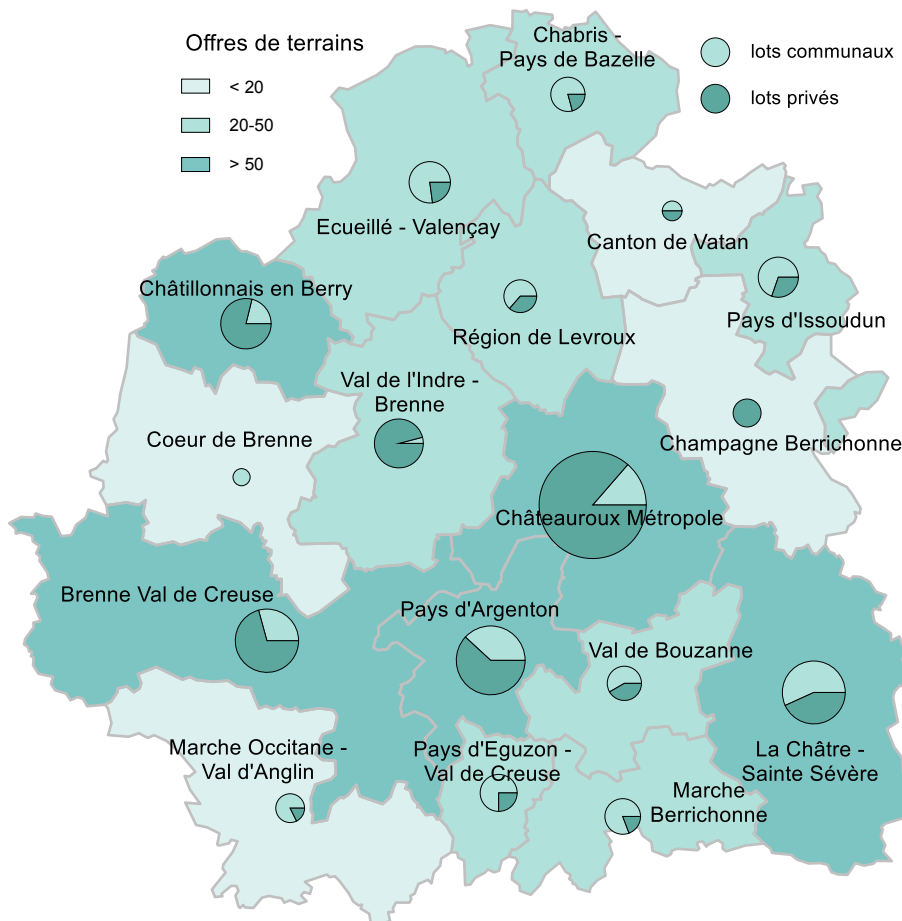 Offres de terrains
< 20
20-50
> 50
lots communaux
lots privés
Chabris -
Pays de Bazelle
Ecueillé - Valençay
Canton de Vatan
Châtillonnais en Berry
Région de Levroux
Pays d'Issoudun
Val de l'Indre -
Brenne
Coeur de Brenne
Champagne Berrichonne
Châteauroux Métropole
Brenne Val de Creuse
Pays d'Argenton
Val de Bouzanne
Marche Occitane -
Val d'Anglin
Pays d'Eguzon -
Val de Creuse
La Châtre -
Sainte Sévère
Marche
Berrichonne